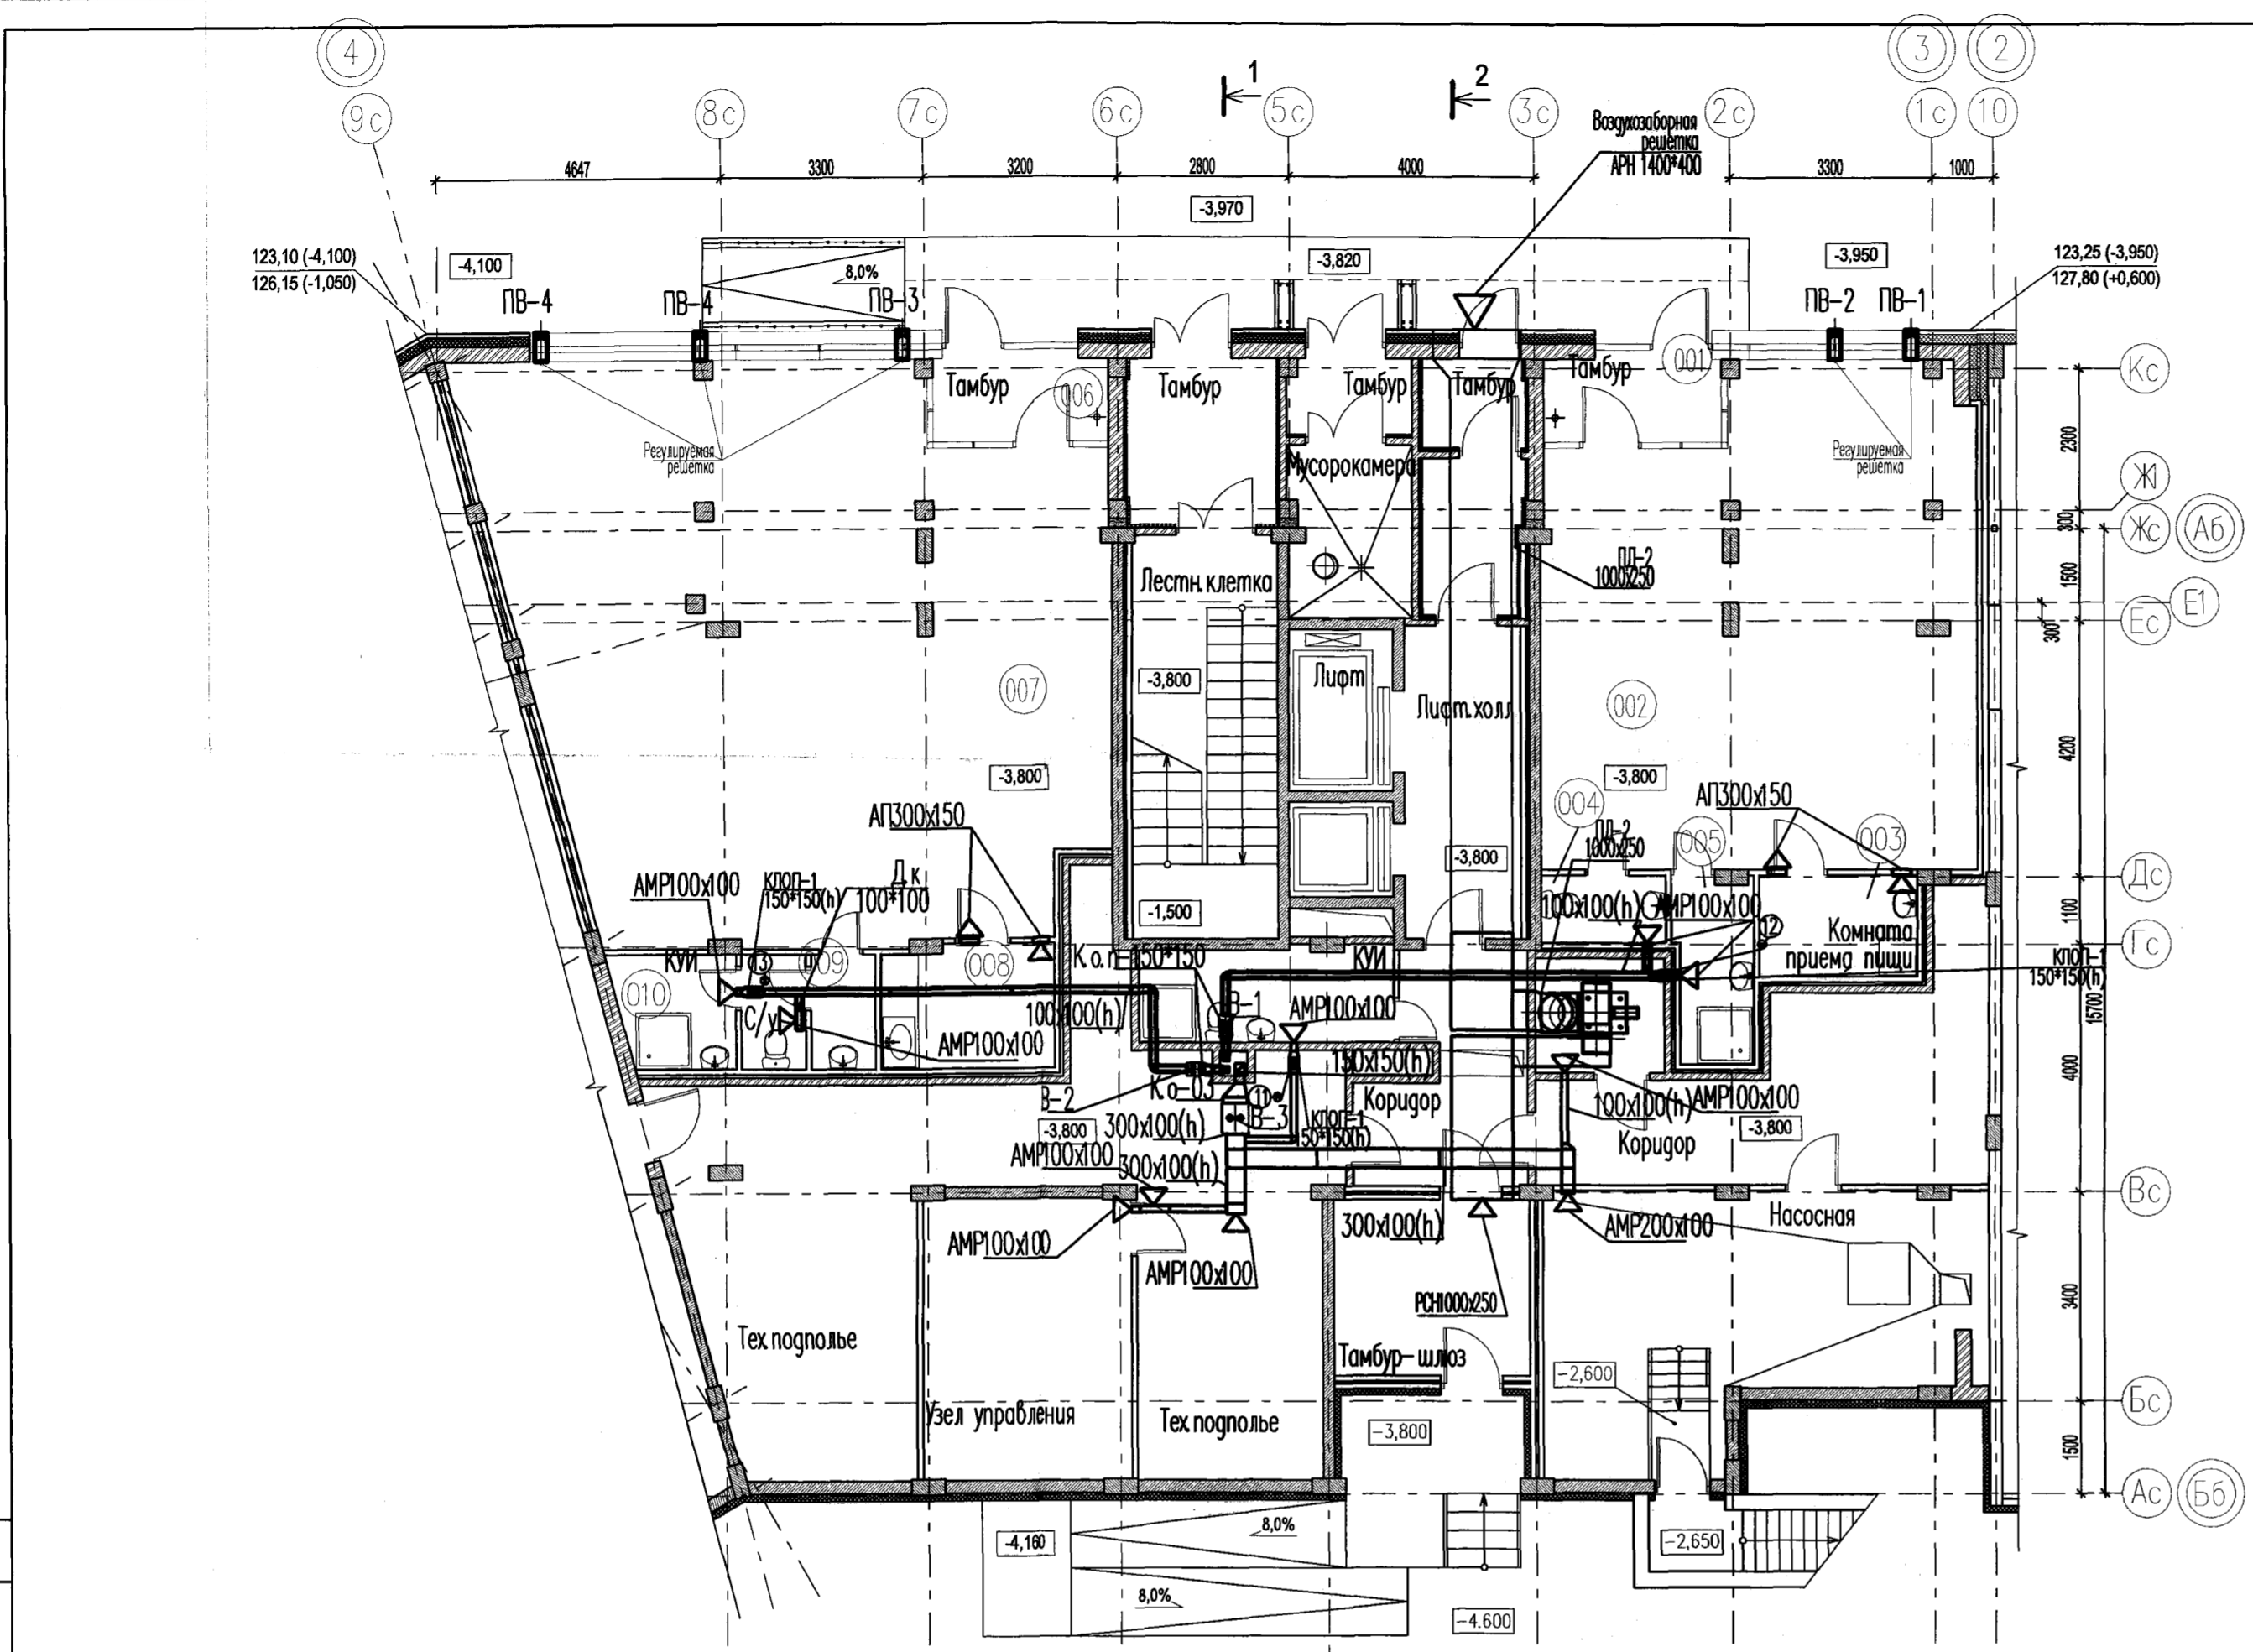 4
3
2
1
2
9с
8с
7с
6с
5с
3с
2с
1с
10
Воздухозаборная
решетка
АРН 1400*400
4647
3300
3200
2800
4000
3300
1000
-3,970
123,10 (-4,100)
126,15 (-1,050)
-4,100
8,0%
-3,820
-3,950
123,25 (-3,950)
127,80 (+0,600)
ПВ-4
ПВ-4
ПВ-3
ПВ-2
ПВ-1
Тамбур
006
Тамбур
Тамбур
Тамбур
Тамбур
001
Кс
Регулируемая
решетка
Мусорокамера
Регулируемая
решетка
2300
Ж1
300
Жс
Аб
Лестн. клетка
ПД-2
1000х250
1500
Е1
Ес
300
007
-3,800
Лифт
Лифт.холл
002
4200
-3,800
-3,800
АП300х150
АП300х150
004
ПД-2
1000х250
005
003
-3,800
АМР100х100
КЛОП-1
150*150(h)
Д.к
100*100
-1,500
100х100(h)
АМР100х100
12
Дс
1100
Комната
приема пищи
Гс
КУИ
13
009
008
К.о.п-150*150
КУИ
КЛОП-1
150*150(h)
010
С/у
100х100(h)
В-1
АМР100х100
АМР100х100
15700
4000
В-2
К.о-03
11
150х150(h)
Коридор
В-3
КЛОП-1
150*150(h)
100х100(h)
АМР100х100
-3,800
300х100(h)
АМР100х100
300х100(h)
Коридор
-3,800
Вс
АМР100х100
АМР100х100
300х100(h)
АМР200х100
Насосная
РСН1000х250
3400
Тех.подполье
Тамбур-шлюз
-2,600
Узел управления
Тех.подполье
-3,800
Бс
1500
Ас
Бб
-4,160
8,0%
-2,650
8,0%
-4.600